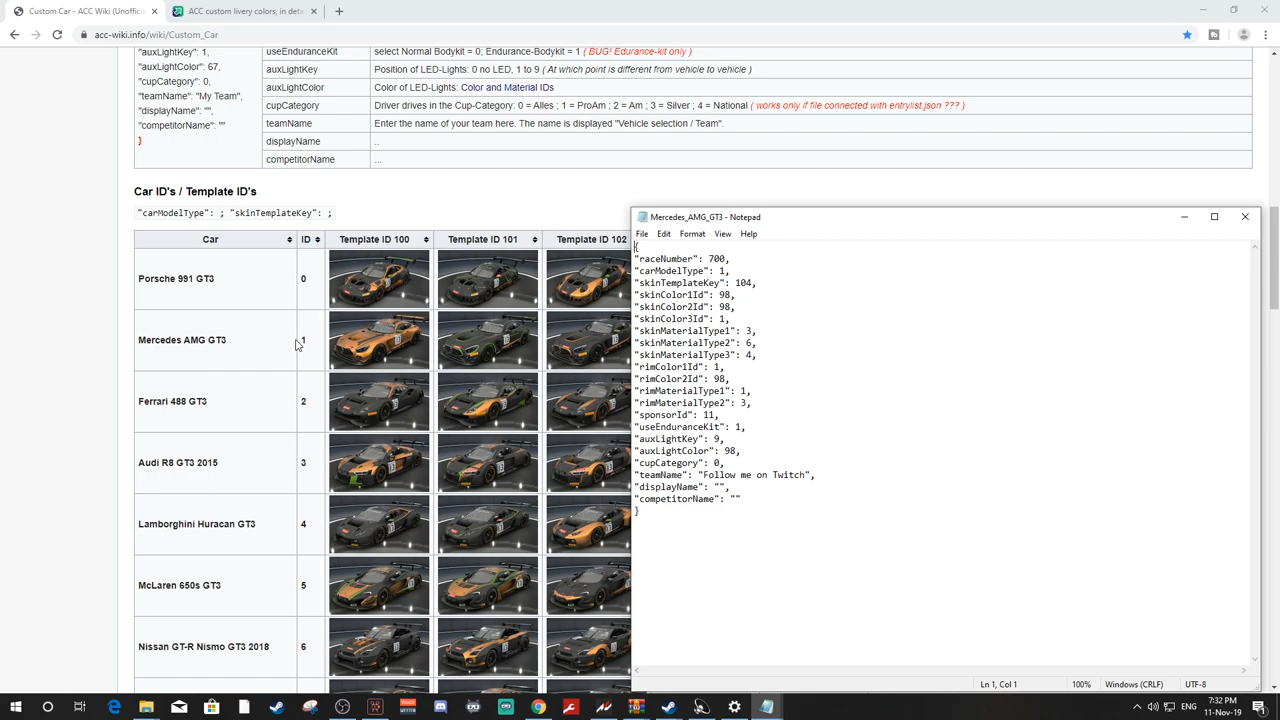 Custom Car - ACC Wiki (Unoffici
ACC custom livery colors, in deta
acc-wiki.info/wiki/Custom_Car
"auxLightKey": 1,
"auxLightColor": 67,
"cupCategory": 0,
"teamName": "My Team",
"displayName": "",
"competitorName": ""
}
useEnduranceKit select Normal Bodykit = 0; Endurance-Bodykit = 1 ( BUG! Edurance-kit only )
auxLightKey Position of LED-Lights: 0 no LED, 1 to 9 ( At which point is different from vehicle to vehicle )
auxLightColor Color of LED-Lights: Color and Material IDs
cupCategory Driver drives in the Cup-Category: 0 = Alles ; 1 = ProAm ; 2 = Am ; 3 = Silver ; 4 = National ( works only if file connected with entrylist.json ??? )
teamName Enter the name of your team here. The name is displayed "Vehicle selection / Team".
displayName ..
competitorName ...
Car ID's / Template ID's
"carModelType": ; "skinTemplateKey": ;
Car ID Template ID 100 Template ID 101 Template ID 102
Porsche 991 GT3 0
Mercedes AMG GT3 1
Ferrari 488 GT3 2
Audi R8 GT3 2015 3
Lamborghini Huracan GT3 4
McLaren 650s GT3 5
Nissan GT-R Nismo GT3 2018 6
Mercedes_AMG_GT3 - Notepad
File Edit Format View Help
{
"raceNumber": 700,
"carModelType": 1,
"skinTemplateKey": 104,
"skinColor1Id": 98,
"skinColor2Id": 98,
"skinColor3Id": 1,
"skinMaterialType1": 3,
"skinMaterialType2": 6,
"skinMaterialType3": 4,
"rimColor1Id": 1,
"rimColor2Id": 98,
"rimMaterialType1": 1,
"rimMaterialType2": 3,
"sponsorId": 11,
"useEnduranceKit": 1,
"auxLightKey": 9,
"auxLightColor": 98,
"cupCategory": 0,
"teamName": "Follow me on Twitch",
"displayName": "",
"competitorName": ""
}
Ln 1, Col 1 100% Windows (CRLF) UTF-8
ENG
7:32 PM
11-Nov-19